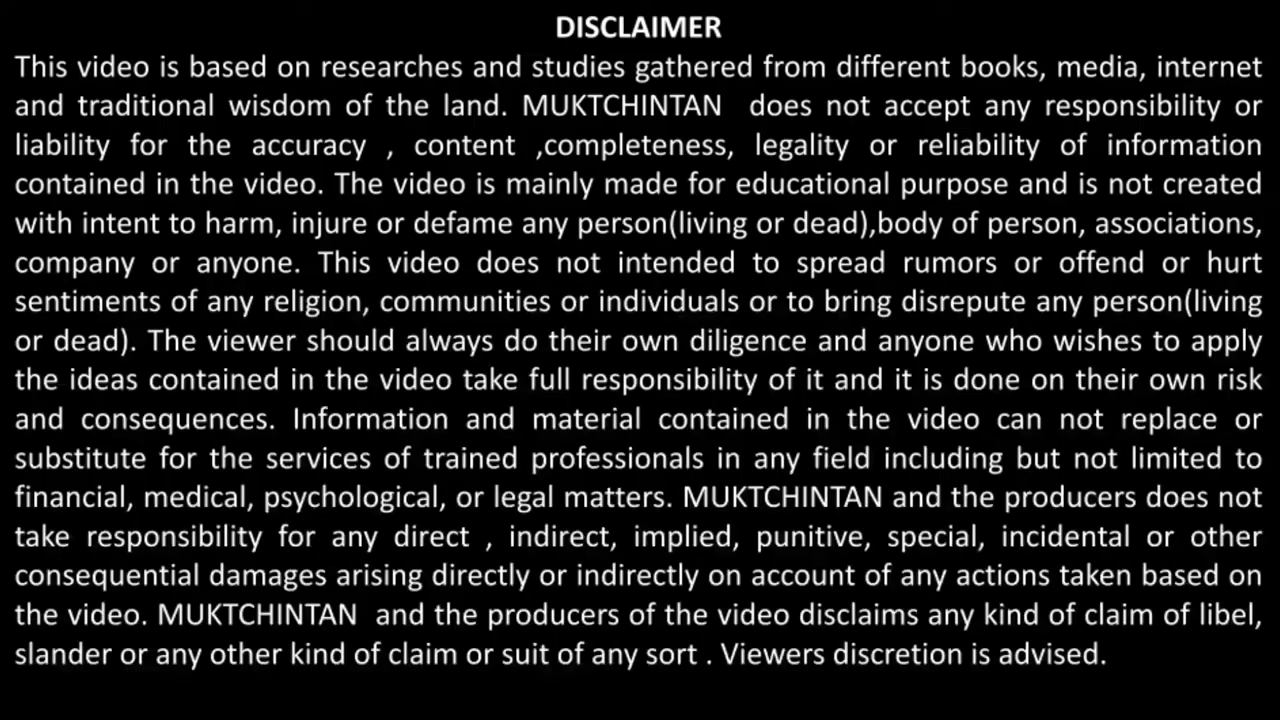 DISCLAIMER
This video is based on researches and studies gathered from different books, media, internet
and traditional wisdom of the land. MUKTCHINTAN does not accept any responsibility or
liability for the accuracy , content ,completeness, legality or reliability of information
contained in the video. The video is mainly made for educational purpose and is not created
with intent to harm, injure or defame any person(living or dead),body of person, associations,
company or anyone. This video does not intended to spread rumors or offend or hurt
sentiments of any religion, communities or individuals or to bring disrepute any person(living
or dead). The viewer should always do their own diligence and anyone who wishes to apply
the ideas contained in the video take full responsibility of it and it is done on their own risk
and consequences. Information and material contained in the video can not replace or
substitute for the services of trained professionals in any field including but not limited to
financial, medical, psychological, or legal matters. MUKTCHINTAN and the producers does not
take responsibility for any direct , indirect, implied, punitive, special, incidental or other
consequential damages arising directly or indirectly on account of any actions taken based on
the video. MUKTCHINTAN and the producers of the video disclaims any kind of claim of libel,
slander or any other kind of claim or suit of any sort . Viewers discretion is advised.